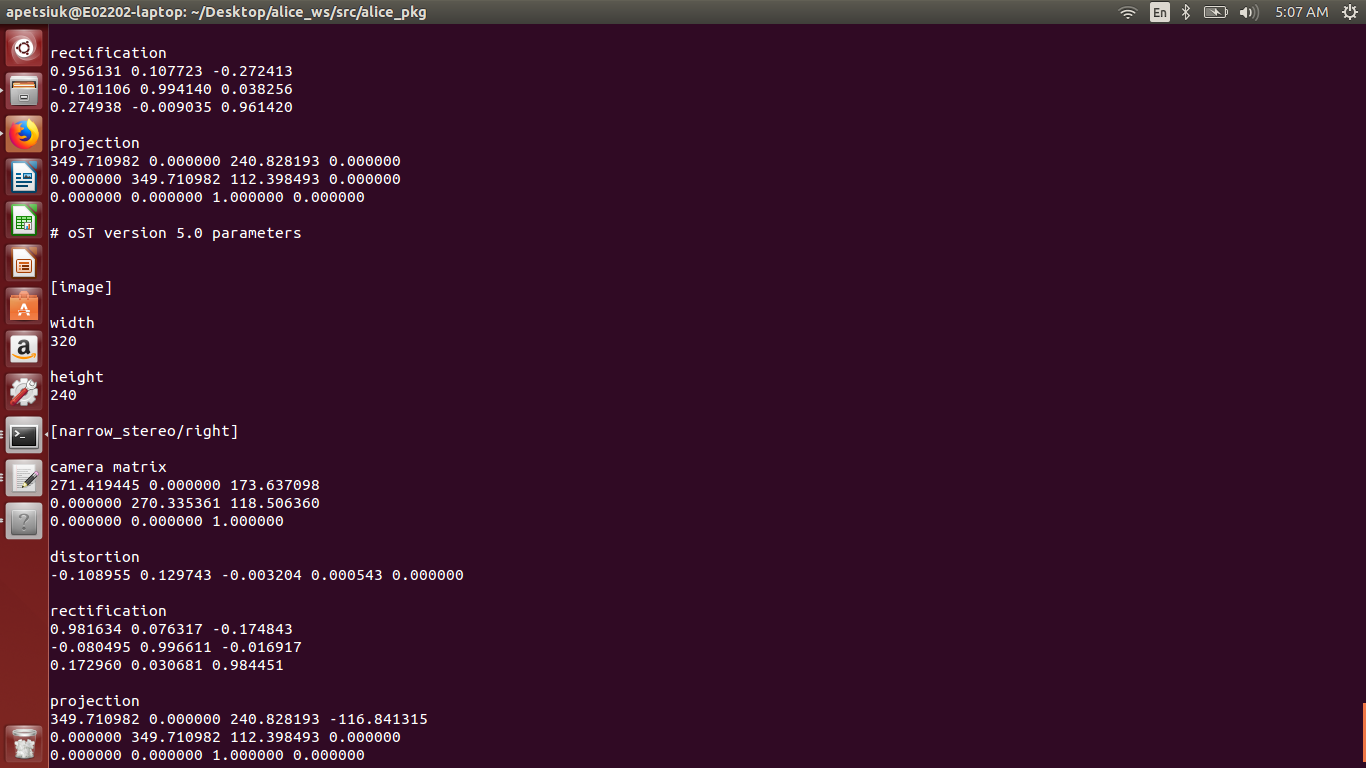 apetsiuk@E02202-laptop: ~/Desktop/alice_ws/src/alice_pkg
En
5:07 AM
rectification
0.956131 0.107723 -0.272413
-0.101106 0.994140 0.038256
0.274938 -0.009035 0.961420
projection
349.710982 0.000000 240.828193 0.000000
0.000000 349.710982 112.398493 0.000000
0.000000 0.000000 1.000000 0.000000
# oST version 5.0 parameters
[image]
width
320
height
240
[narrow_stereo/right]
camera matrix
271.419445 0.000000 173.637098
0.000000 270.335361 118.506360
0.000000 0.000000 1.000000
distortion
-0.108955 0.129743 -0.003204 0.000543 0.000000
rectification
0.981634 0.076317 -0.174843
-0.080495 0.996611 -0.016917
0.172960 0.030681 0.984451
projection
349.710982 0.000000 240.828193 -116.841315
0.000000 349.710982 112.398493 0.000000
0.000000 0.000000 1.000000 0.000000